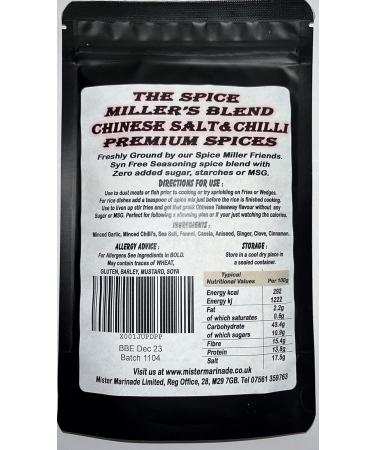 THE SPICE
MILLER'S BLEND
CHINESE SALT & CHILLI
PREMIUM SPICES
Freshly Ground by our Spice Miller Friends.
Syn Free Seasoning spice blend with
Zero added sugar, starches or MSG.
DIRECTIONS FOR USE :
Use to dust meats or fish prior to cooking or try sprinkling on Fries or Wedges.
For rice dishes add a teaspoon of spice mix just before the rice is finished cooking.
Use to liven up stir fries and get that great Chinese Takeaway flavour without any
Sugar or MSG. Perfect for following a slimming plan or if your just watching the calories.
INGREDIENTS :
Minced Garlic, Minced Chilli's, Sea Salt, Fennel, Cassia, Aniseed, Ginger, Clove, Cinnamon.
ALLERGY ADVICE :
For Allergens See Ingredients in BOLD.
May contain traces of WHEAT,
GLUTEN, BARLEY, MUSTARD, SOYA
STORAGE :
Store in a cool dry place in
a sealed container.
Typical
Nutritional Values Per 100g
Energy kcal 292
Energy kj 1222
Fat 2.2g
of which saturates 0.6g
Carbohydrate 43.4g
of which sugars 10.9g
Fibre 15.4g
Protein 13.8g
Salt 17.5g
X001JUPDPP
BBE Dec 23
Batch 1104
Visit us at www.mistermarinade.co.uk
Mister Marinade Limited, Reg Office, 28, M29 7GB. Tel 07561 359763